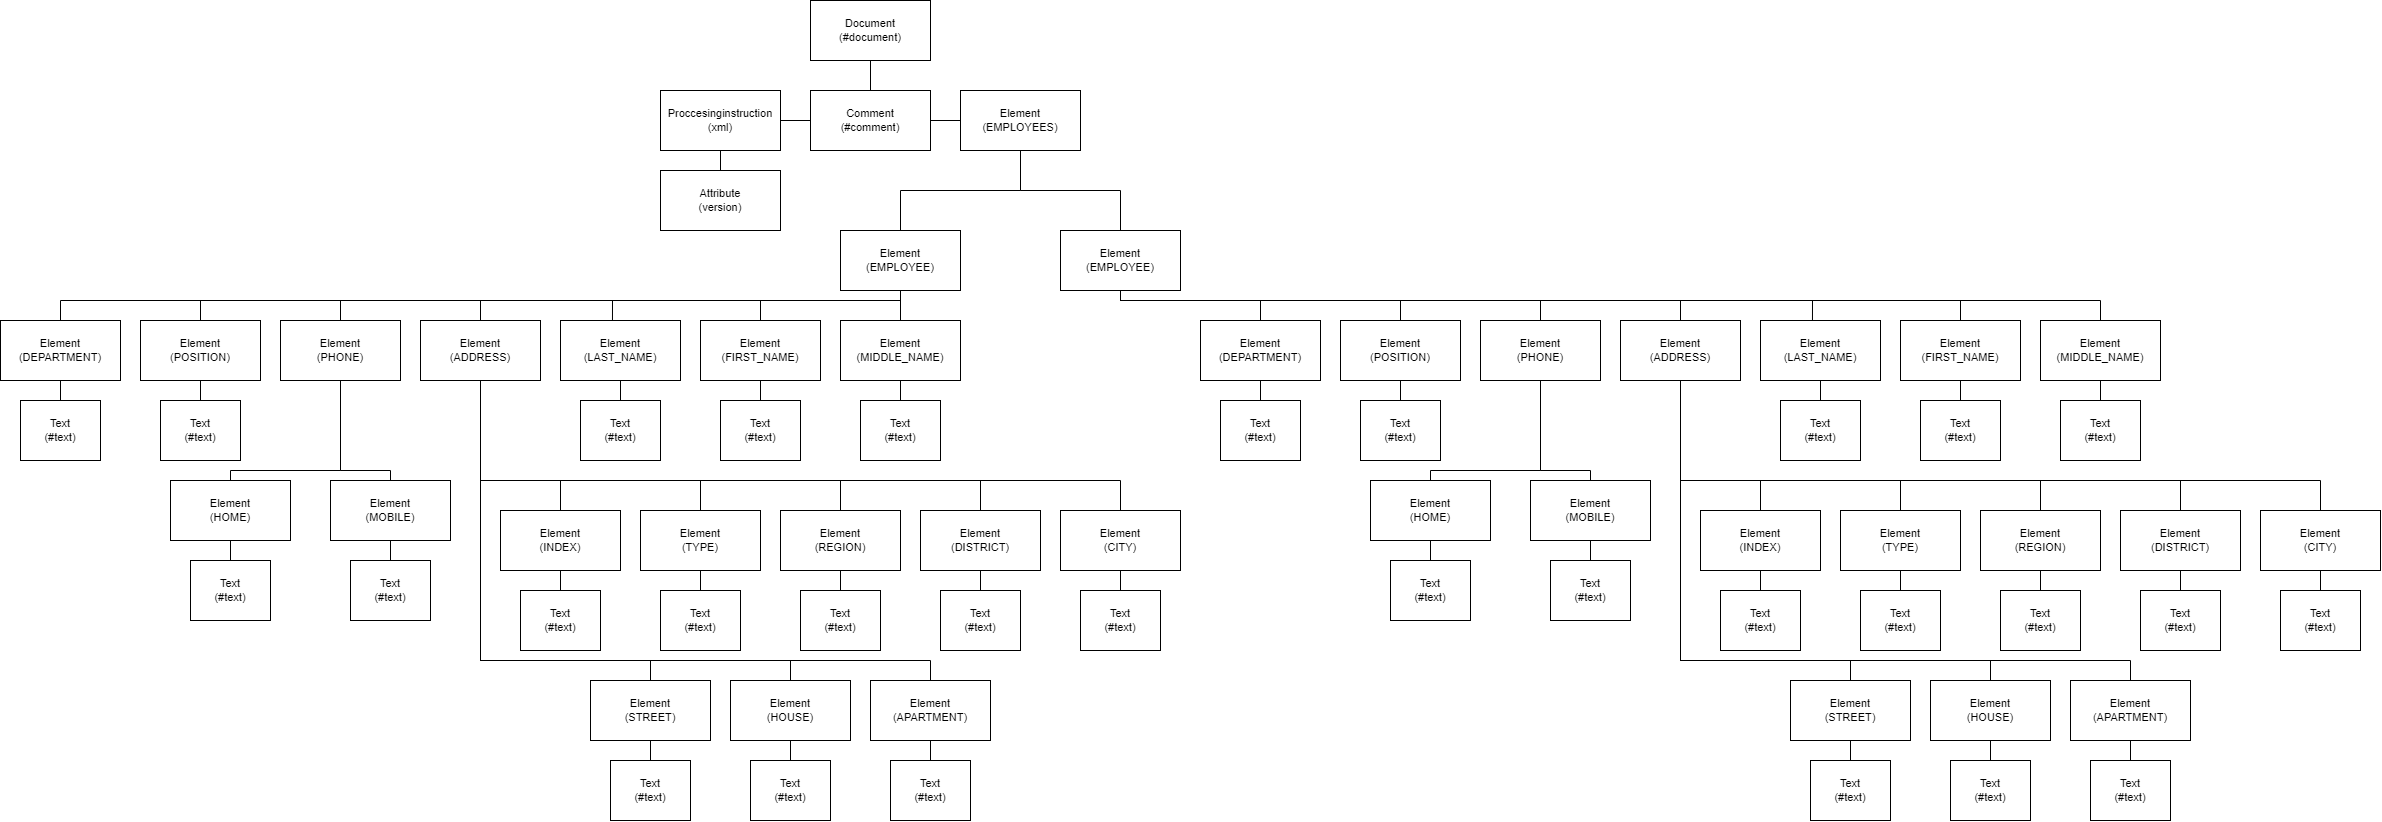 Document
(#document)
Proccesinginstruction
(xml)
Comment
(#comment)
Element
(EMPLOYEES)
Attribute
(version)
Element
(EMPLOYEE)
Element
(EMPLOYEE)
Element
(DEPARTMENT)
Element
(POSITION)
Element
(PHONE)
Element
(ADDRESS)
Element
(LAST_NAME)
Element
(FIRST_NAME)
Element
(MIDDLE_NAME)
Element
(DEPARTMENT)
Element
(POSITION)
Element
(PHONE)
Element
(ADDRESS)
Element
(LAST_NAME)
Element
(FIRST_NAME)
Element
(MIDDLE_NAME)
Text
(#text)
Text
(#text)
Text
(#text)
Text
(#text)
Text
(#text)
Text
(#text)
Text
(#text)
Text
(#text)
Text
(#text)
Text
(#text)
Element
(HOME)
Element
(MOBILE)
Element
(HOME)
Element
(MOBILE)
Element
(INDEX)
Element
(TYPE)
Element
(REGION)
Element
(DISTRICT)
Element
(CITY)
Element
(INDEX)
Element
(TYPE)
Element
(REGION)
Element
(DISTRICT)
Element
(CITY)
Text
(#text)
Text
(#text)
Text
(#text)
Text
(#text)
Text
(#text)
Text
(#text)
Text
(#text)
Text
(#text)
Text
(#text)
Text
(#text)
Text
(#text)
Text
(#text)
Text
(#text)
Text
(#text)
Element
(STREET)
Element
(HOUSE)
Element
(APARTMENT)
Element
(STREET)
Element
(HOUSE)
Element
(APARTMENT)
Text
(#text)
Text
(#text)
Text
(#text)
Text
(#text)
Text
(#text)
Text
(#text)